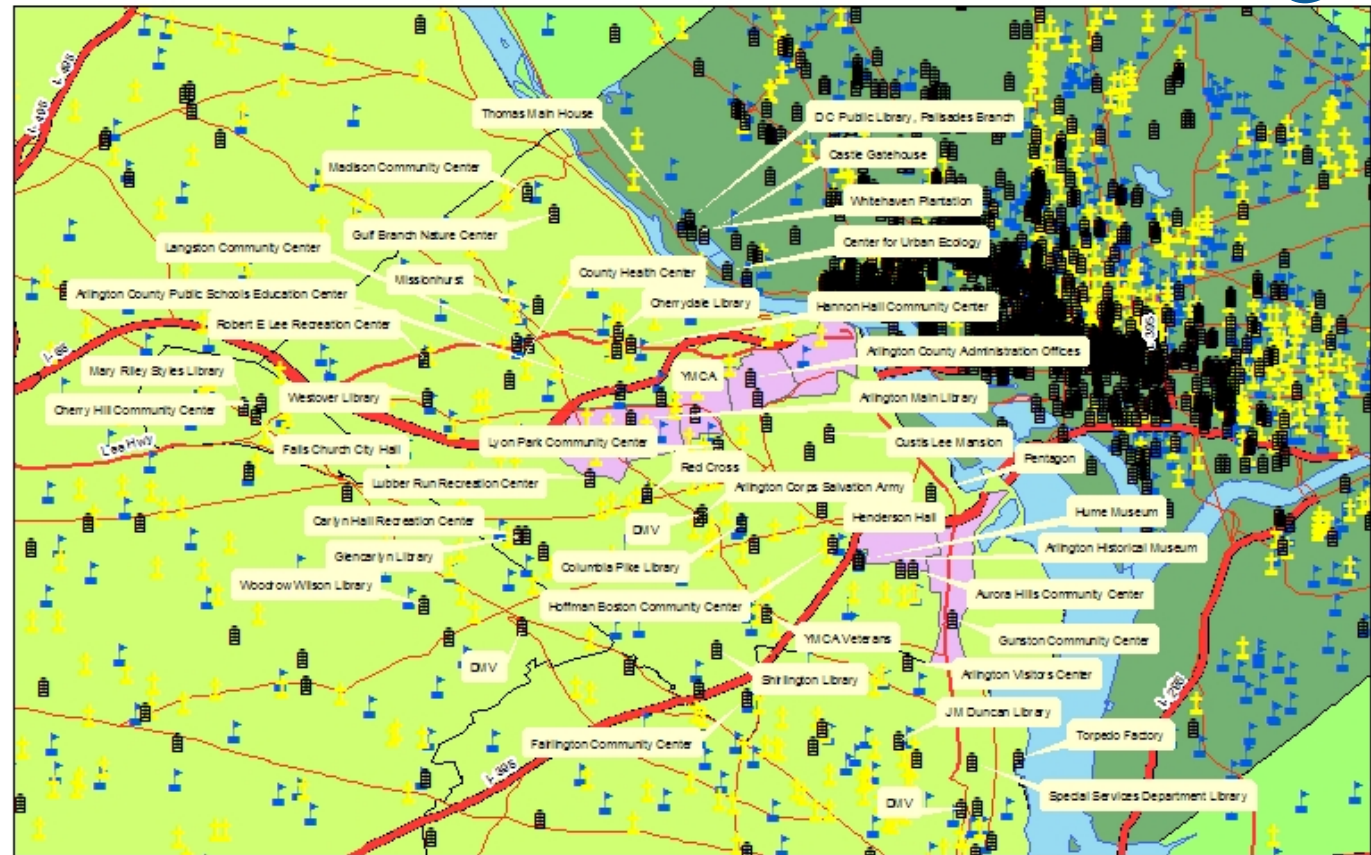 I-495
I-495
Thomas Main House
DC Public Library, Palisades Branch
Madison Community Center
Castle Gatehouse
Whitehaven Plantation
Gulf Branch Nature Center
Langston Community Center
Center for Urban Ecology
Missionhurst
County Health Center
Arlington County Public Schools Education Center
Cherrydale Library
Hannon Hall Community Center
Robert E Lee Recreation Center
I-395
I-66
Arlington County Administration Offices
Mary Riley Styles Library
YMCA
Westover Library
Arlington Main Library
Cherry Hill Community Center
Lee Hwy
Falls Church City Hall
Lyon Park Community Center
Custis Lee Mansion
Red Cross
Pentagon
Lubber Run Recreation Center
Arlington Corps Salvation Army
Carlyn Hall Recreation Center
DMV
Henderson Hall
Hume Museum
Glencarlyn Library
Columbia Pike Library
Arlington Historical Museum
Woodrow Wilson Library
Hoffman Boston Community Center
Aurora Hills Community Center
YMCA Veterans
Gunston Community Center
DMV
Shirlington Library
Arlington Visitors Center
I-295
JM Duncan Library
Fairlington Community Center
Torpedo Factory
I-395
DMV
Special Services Department Library